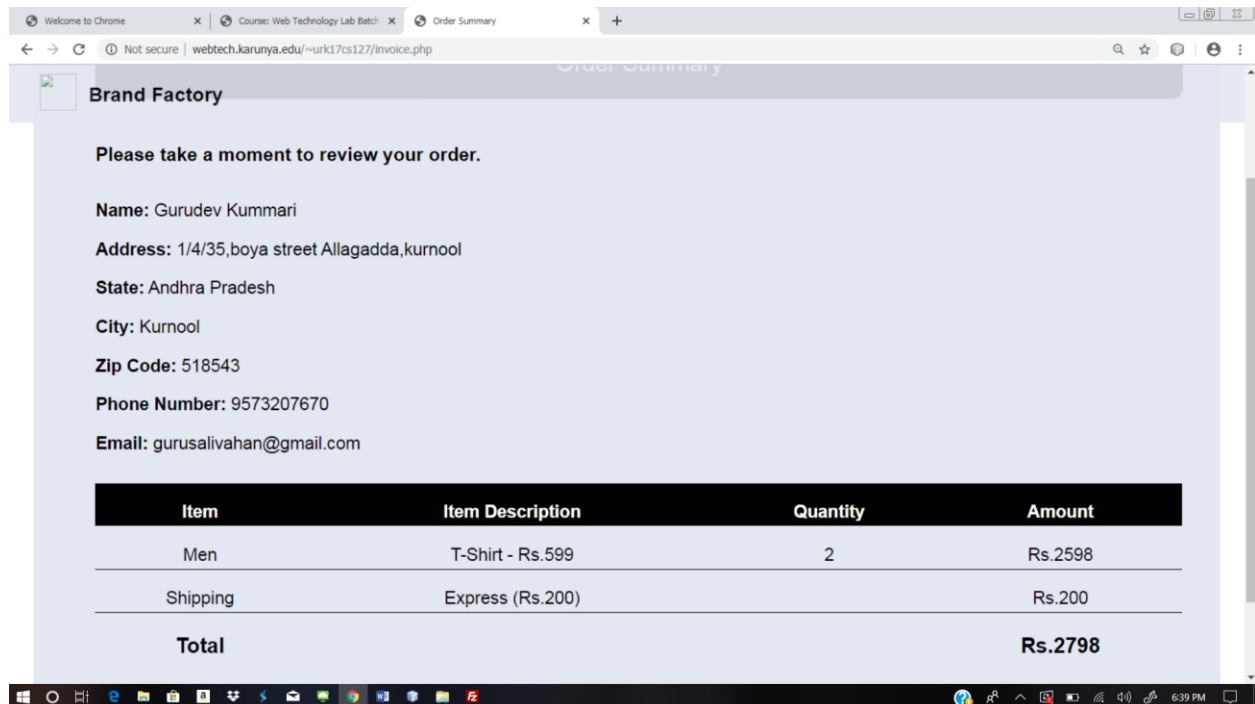 Welcome to Chrome
Course: Web Technology Lab Batch
Order Summary
Not secure | webtech.karunya.edu/~urk17cs127/invoice.php
Order Summary
Brand Factory
Please take a moment to review your order.
Name: Gurudev Kummari
Address: 1/4/35,boya street Allagadda,kurnool
State: Andhra Pradesh
City: Kurnool
Zip Code: 518543
Phone Number: 9573207670
Email: gurusalivahan@gmail.com
Item Item Description Quantity Amount
Men T-Shirt - Rs.599 2 Rs.2598
Shipping Express (Rs.200) Rs.200
Total Rs.2798
6:39 PM